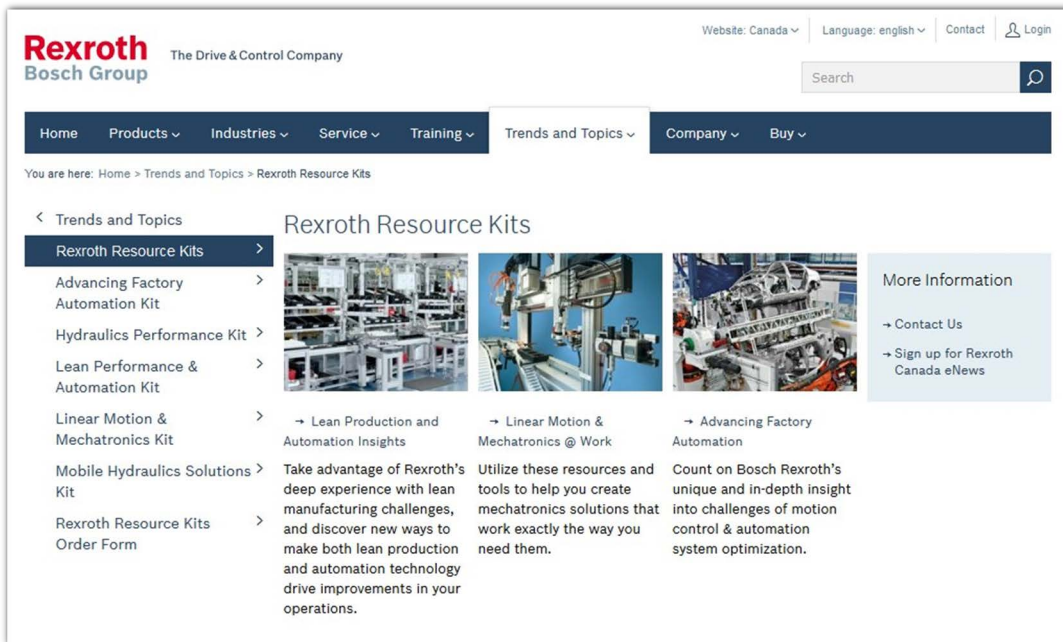 Website: Canada
Language: english
Contact
Login
Rexroth
Bosch Group
The Drive & Control Company
Search
Home
Products
Industries
Service
Training
Trends and Topics
Company
Buy
You are here: Home > Trends and Topics > Rexroth Resource Kits
< Trends and Topics
Rexroth Resource Kits >
Advancing Factory >
Automation Kit
Hydraulics Performance Kit >
Lean Performance & >
Automation Kit
Linear Motion & >
Mechatronics Kit
Mobile Hydraulics Solutions >
Kit
Rexroth Resource Kits >
Order Form
Rexroth Resource Kits
→ Lean Production and
Automation Insights
Take advantage of Rexroth's
deep experience with lean
manufacturing challenges,
and discover new ways to
make both lean production
and automation technology
drive improvements in your
operations.
→ Linear Motion &
Mechatronics @ Work
Utilize these resources and
tools to help you create
mechatronics solutions that
work exactly the way you
need them.
→ Advancing Factory
Automation
Count on Bosch Rexroth's
unique and in-depth insight
into challenges of motion
control & automation
system optimization.
More Information
→ Contact Us
→ Sign up for Rexroth
Canada eNews